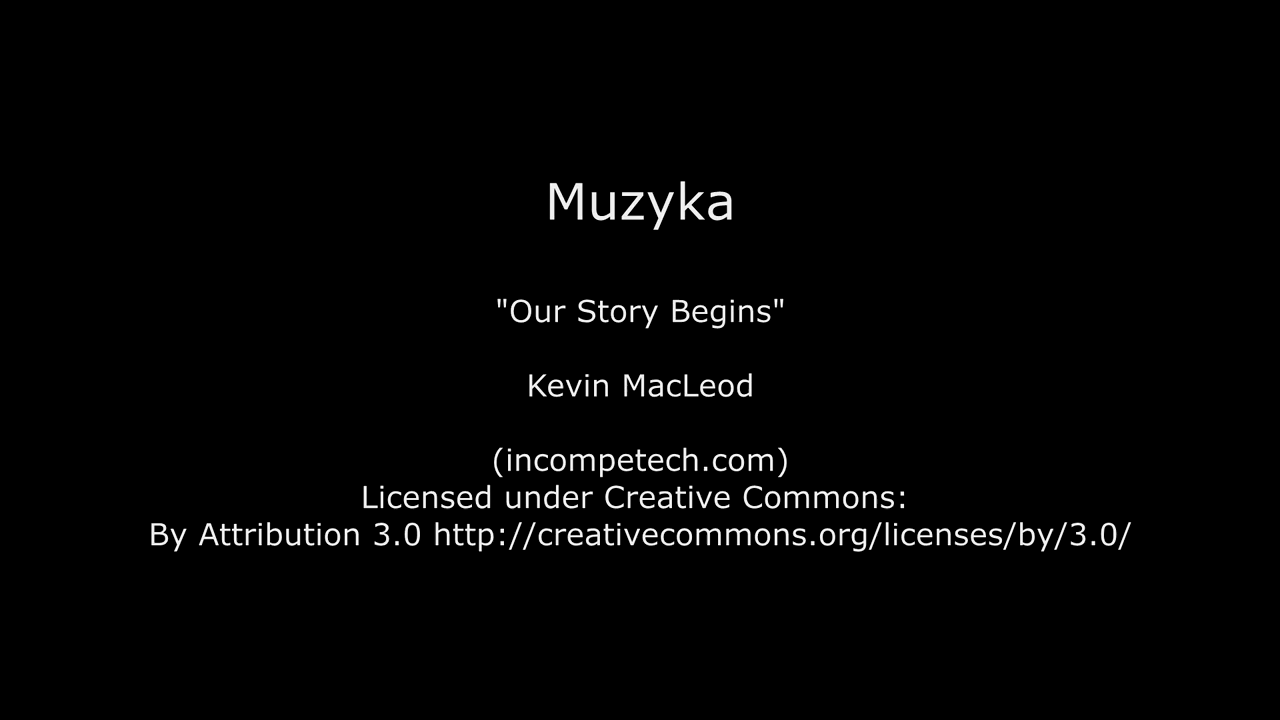 Muzyka
"Our Story Begins"
Kevin MacLeod
(incompetech.com)
Licensed under Creative Commons:
By Attribution 3.0 http://creativecommons.org/licenses/by/3.0/